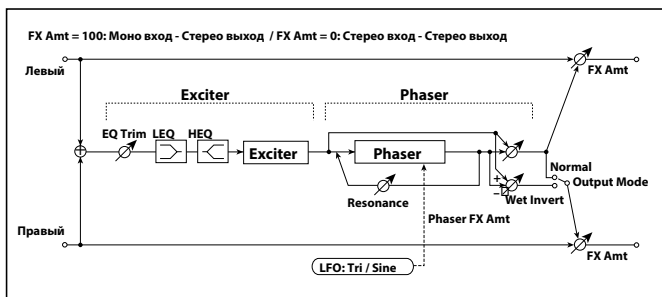 FX Amt = 100: Моно вход - Стерео выход / FX Amt = 0: Стерео вход - Стерео выход
Левый
FX Amt
Exciter
Phaser
EQ Trim
LEQ
HEQ
Exciter
Phaser
Normal
Output Mode
+
–
Wet Invert
Resonance
Phaser FX Amt
Правый
FX Amt
LFO: Tri / Sine